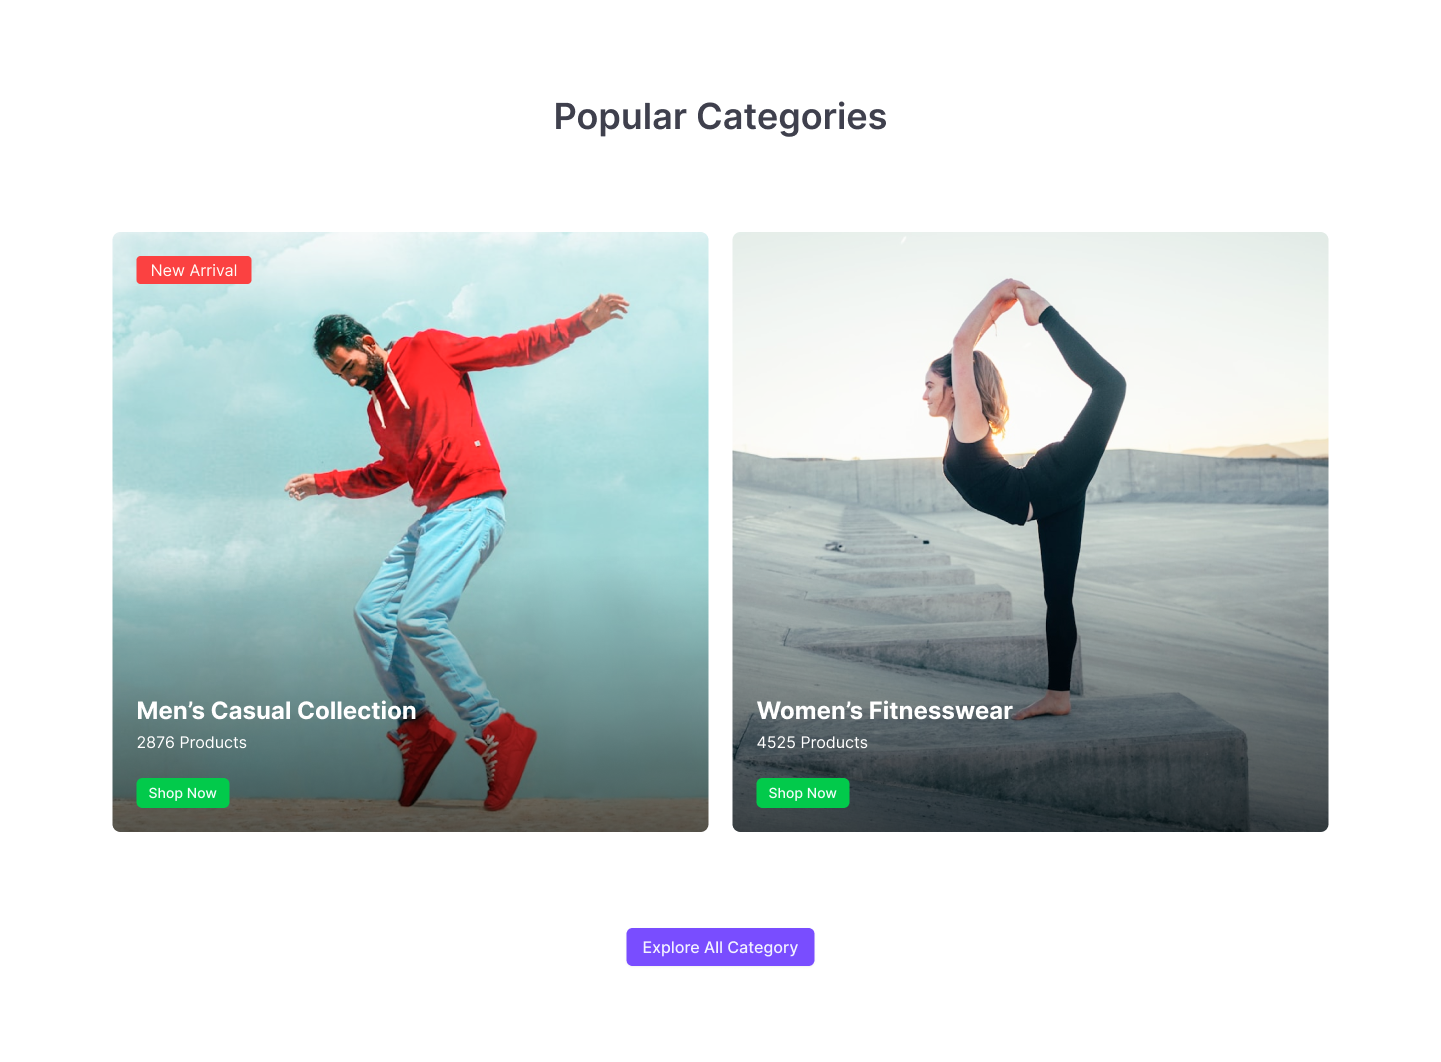 Popular Categories
New Arrival
Men’s Casual Collection
2876 Products
Shop Now
Women’s Fitnesswear
4525 Products
Shop Now
Explore All Category